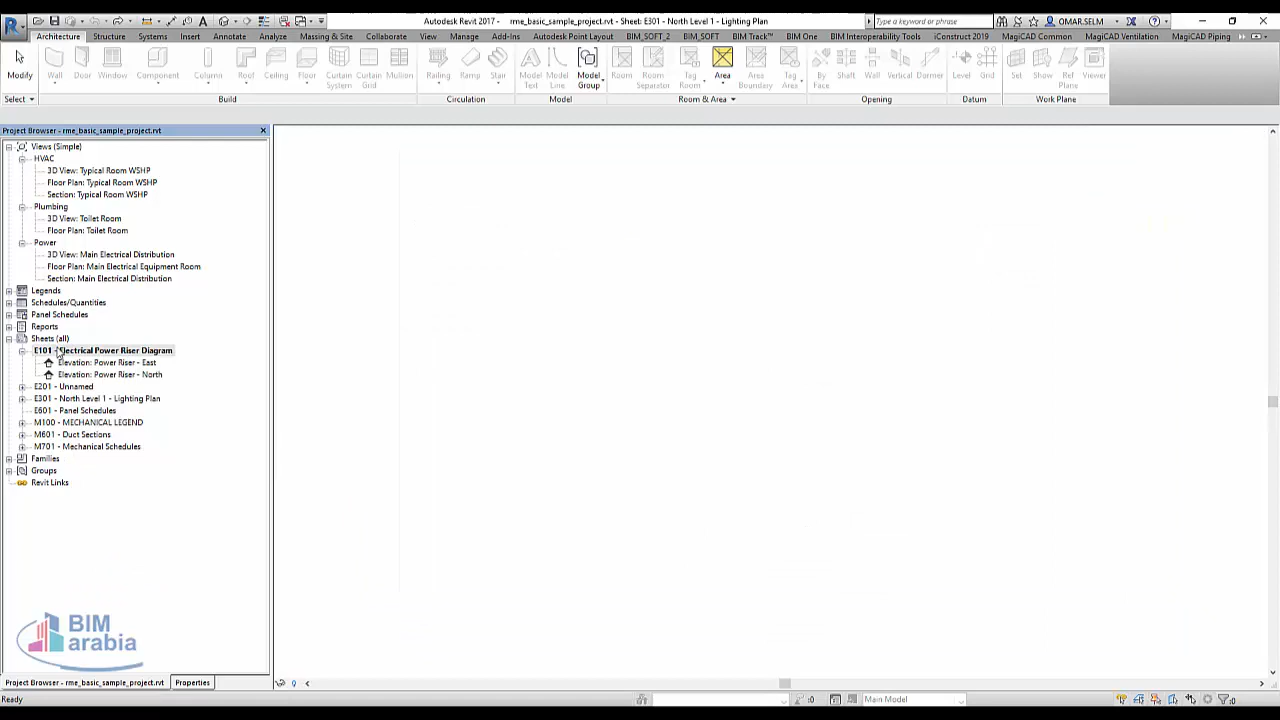 Autodesk Revit 2017 - rme_basic_sample_project.rvt - Sheet: E301 - North Level 1 - Lighting Plan
Type a keyword or phrase
OMAR.SELM
Architecture Structure Systems Insert Annotate Analyze Massing & Site Collaborate View Manage Add-Ins Autodesk Point Layout BIM_SOFT_2 BIM_SOFT BIM Track™ BIM One BIM Interoperability Tools iConstruct 2019 MagiCAD Common MagiCAD Ventilation MagiCAD Piping
Modify Wall Door Window Component Column Roof Ceiling Floor Curtain System Curtain Grid Mullion Railing Ramp Stair Model Text Model Line Model Group Room Room Separator Tag Room Area Area Boundary Tag Area By Face Shaft Wall Vertical Dormer Level Grid Set Show Ref Plane Viewer
Select Build Circulation Model Room & Area Opening Datum Work Plane
Project Browser - rme_basic_sample_project.rvt
Views (Simple)
HVAC
3D View: Typical Room WSHP
Floor Plan: Typical Room WSHP
Section: Typical Room WSHP
Plumbing
3D View: Toilet Room
Floor Plan: Toilet Room
Power
3D View: Main Electrical Distribution
Floor Plan: Main Electrical Equipment Room
Section: Main Electrical Distribution
Legends
Schedules/Quantities
Panel Schedules
Reports
Sheets (all)
E101 - Electrical Power Riser Diagram
Elevation: Power Riser - East
Elevation: Power Riser - North
E201 - Unnamed
E301 - North Level 1 - Lighting Plan
E601 - Panel Schedules
M100 - MECHANICAL LEGEND
M601 - Duct Sections
M701 - Mechanical Schedules
Families
Groups
Revit Links
BIM
arabia
Project Browser - rme_basic_sample_project.rvt Properties
Ready
:0
Main Model
:0